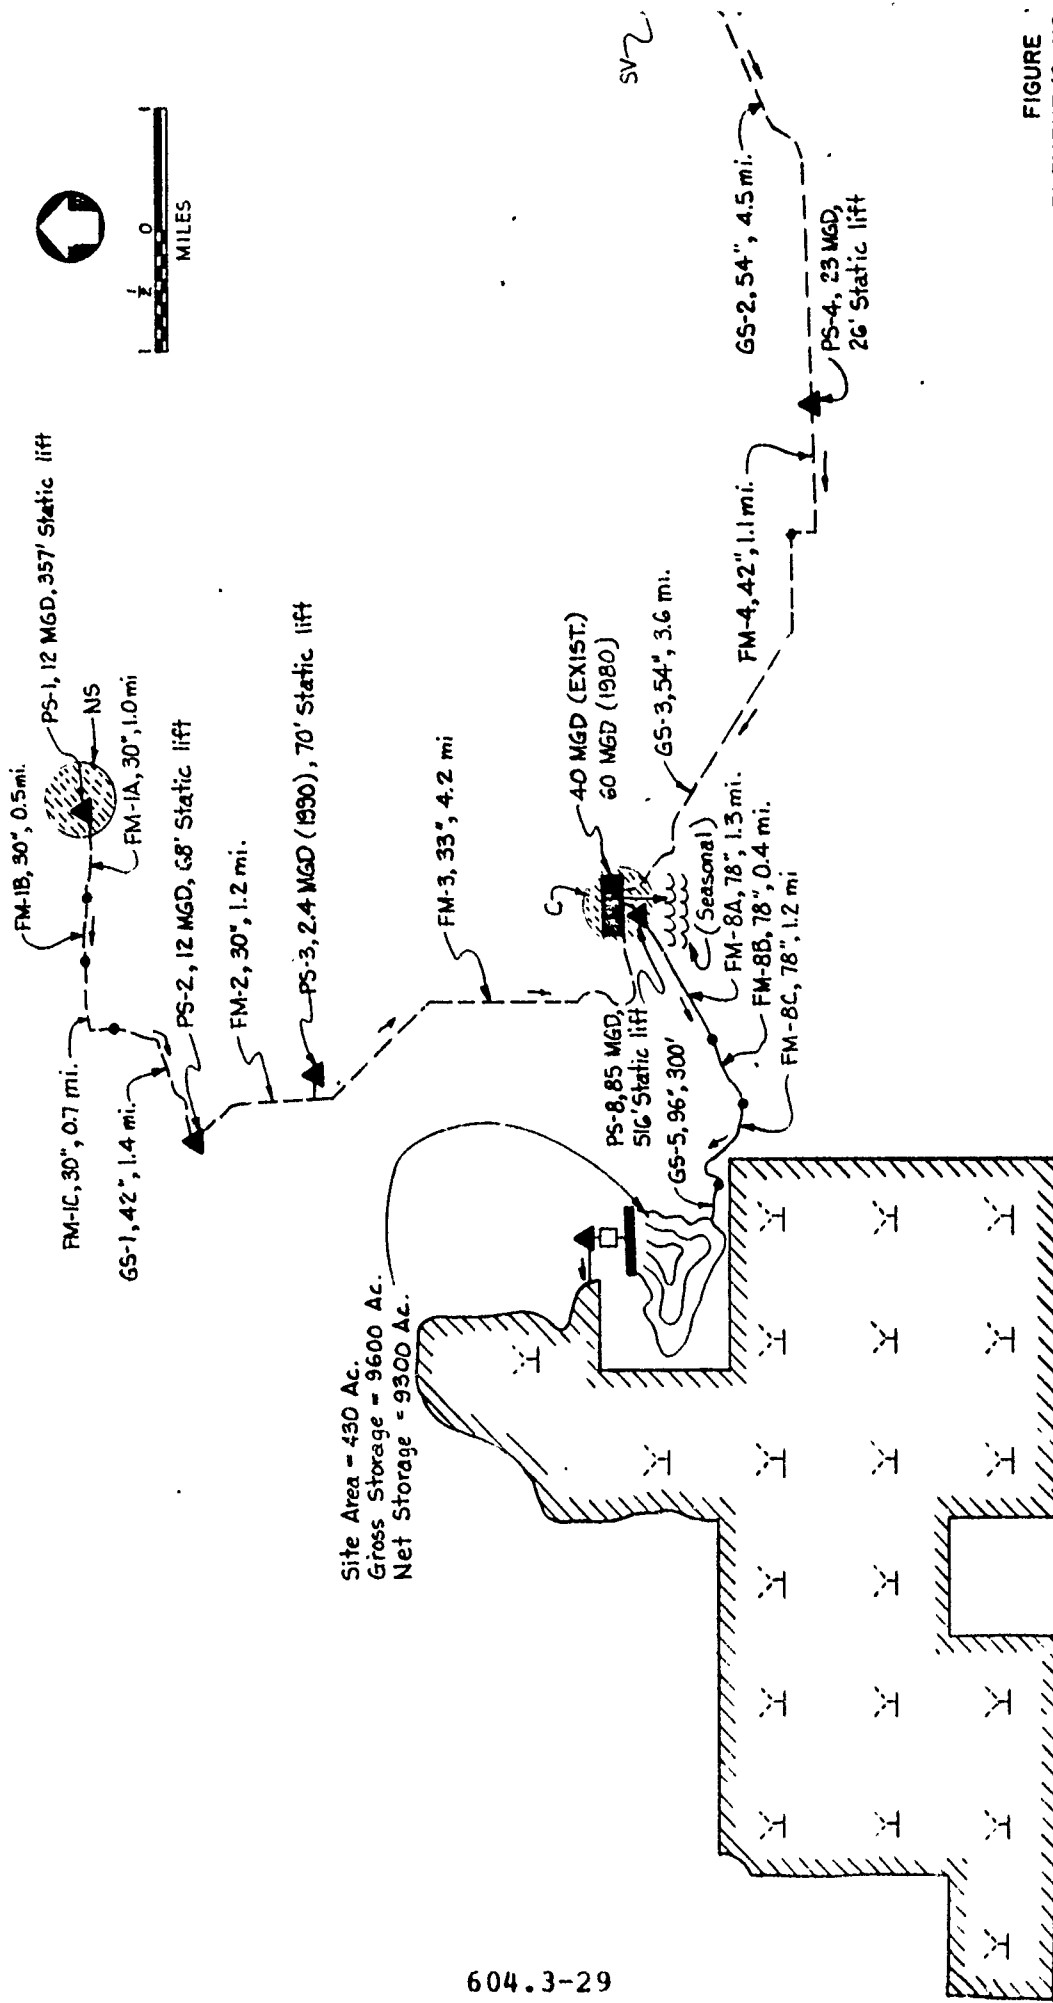 FM-1B, 30", 0.5mi.
PS-1, 12 MGD, 357' Static lift
NS
FM-1A, 30", 1.0mi
1
½
0
1
MILES
FM-1C, 30", 0.7 mi.
GS-1, 42", 1.4 mi.
PS-2, 12 MGD, 68' Static lift
FM-2, 30", 1.2 mi.
PS-3, 2.4 MGD (1990), 70' Static lift
FM-3, 33", 4.2 mi
C
40 MGD (EXIST.)
60 MGD (1980)
GS-3, 54", 3.6 mi.
(Seasonal)
FM-4, 42", 1.1 mi.
GS-2, 54", 4.5 mi.
PS-4, 23 MGD,
26' Static lift
SV
PS-8, 85 MGD,
516' Static lift
GS-5, 96", 300'
FM-8A, 78", 1.3 mi.
FM-8B, 78", 0.4 mi.
FM-8C, 78", 1.2 mi
Site Area = 430 Ac.
Gross Storage = 9600 Ac.
Net Storage = 9300 Ac.
FIGURE
604.3-29